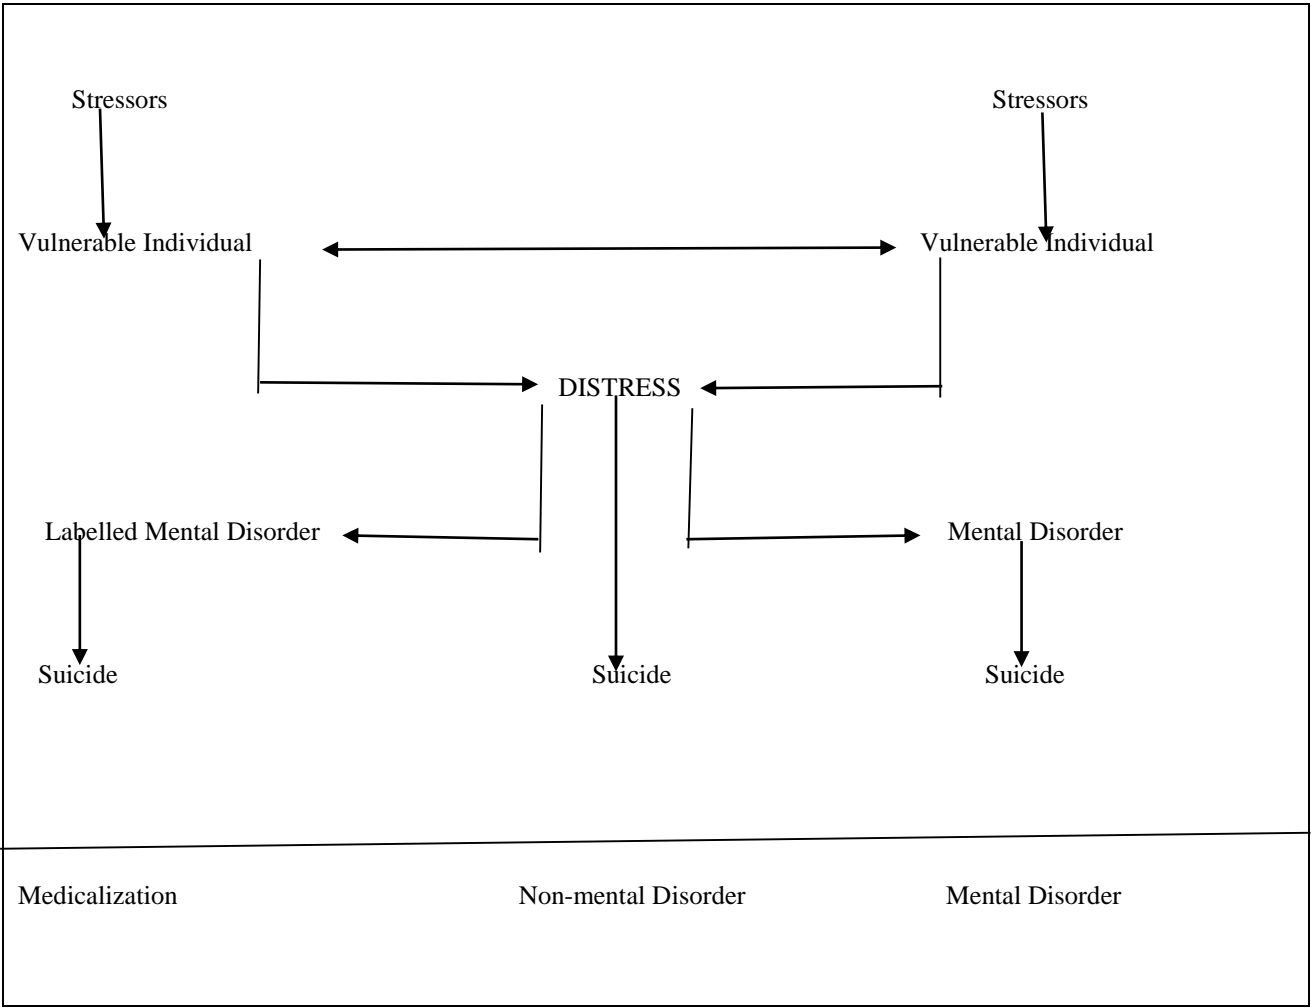 Stressors Stressors
Vulnerable Individual Vulnerable Individual
DISTRESS
Labelled Mental Disorder Mental Disorder
Suicide Suicide Suicide
Medicalization Non-mental Disorder Mental Disorder